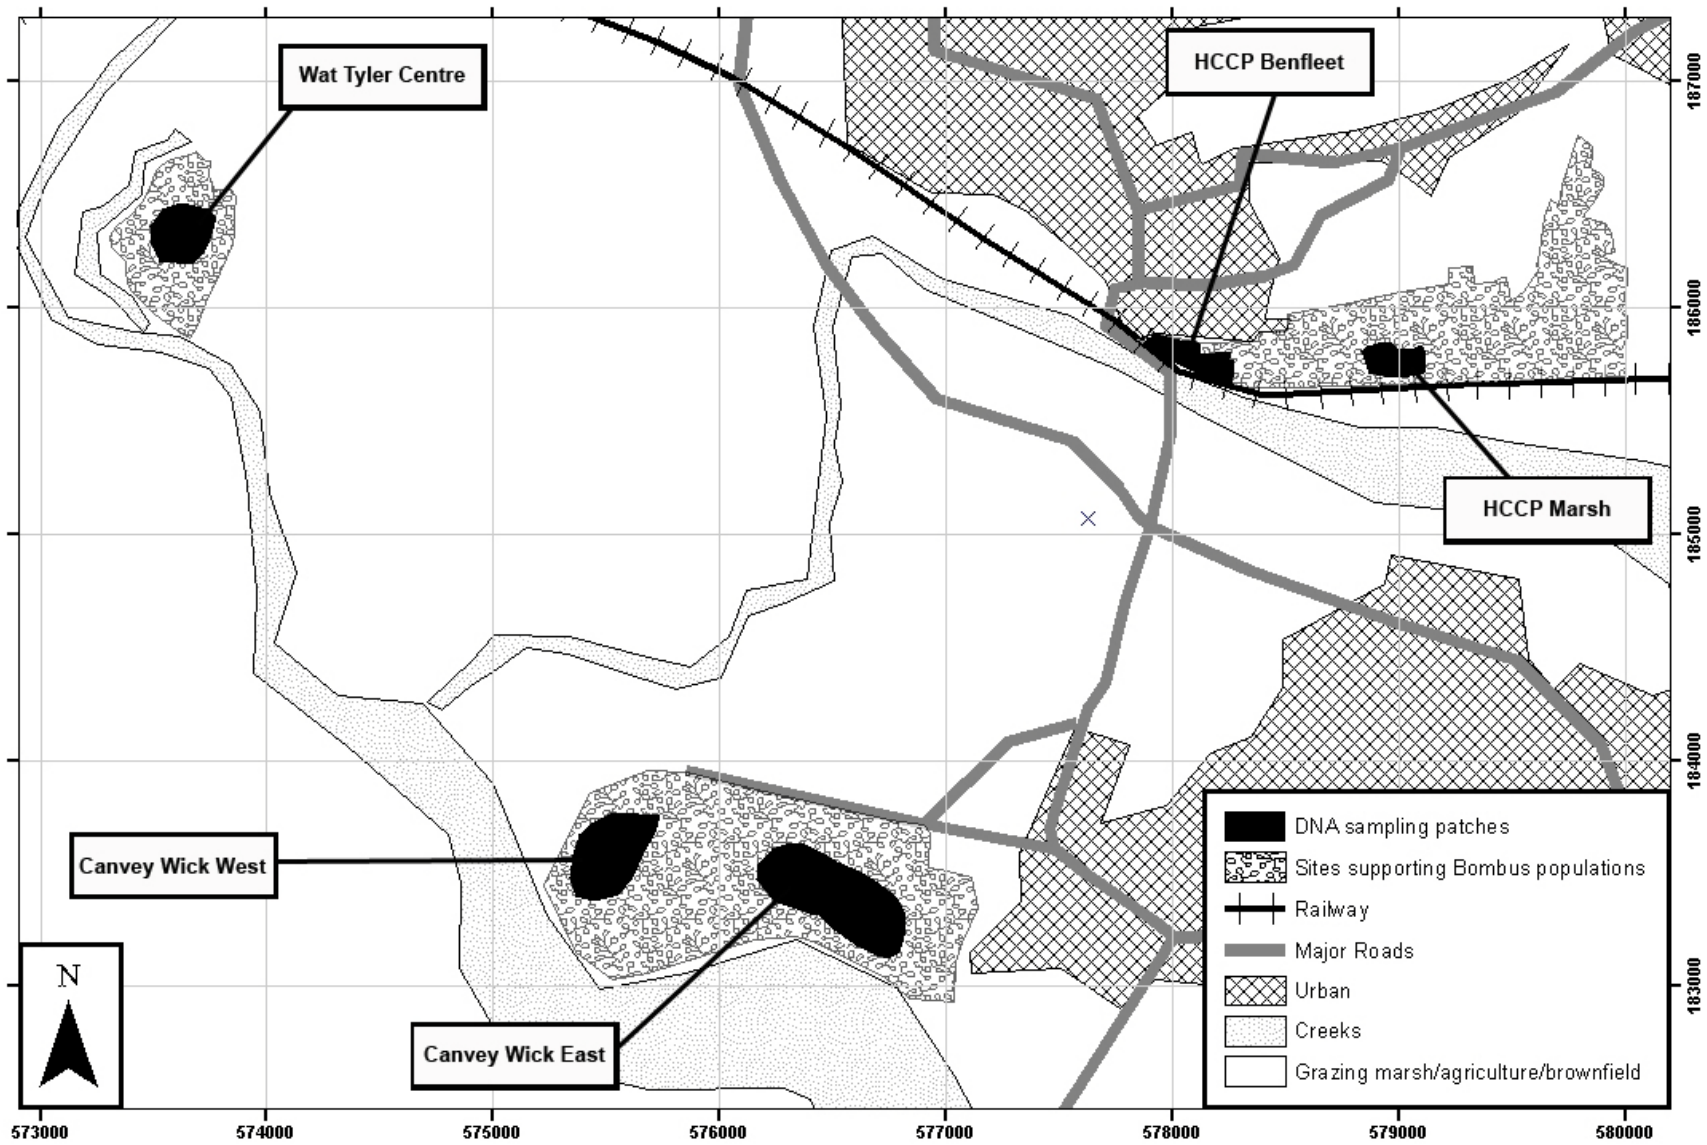 Wat Tyler Centre
HCCP Benfleet
187000
186000
HCCP Marsh
185000
184000
Canvey Wick West
Canvey Wick East
N
DNA sampling patches
Sites supporting Bombus populations
Railway
Major Roads
Urban
Creeks
Grazing marsh/agriculture/brownfield
183000
573000
574000
575000
576000
577000
578000
579000
580000